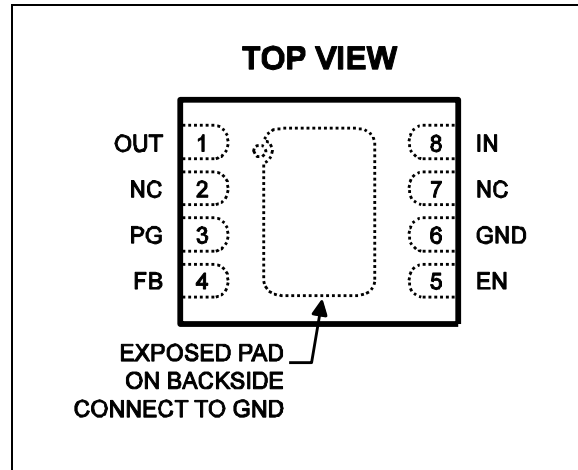 TOP VIEW
OUT 1 8 IN
NC 2 7 NC
PG 3 6 GND
FB 4 5 EN
EXPOSED PAD
ON BACKSIDE
CONNECT TO GND